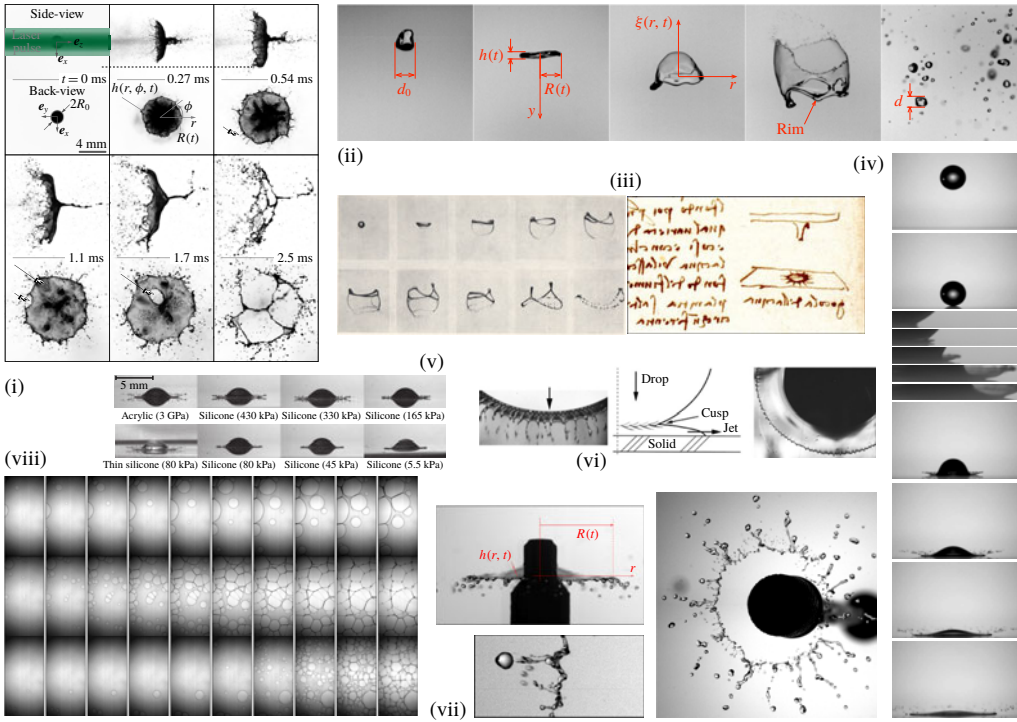 Side-view
Laser
pulse
e_z
e_x
t = 0 ms
0.27 ms
0.54 ms
Back-view
h(r, ϕ, t)
e_y
2R_0
e_x
ϕ
r
R(t)
4 mm
1.1 ms
1.7 ms
2.5 ms
(i)
d_0
h(t)
R(t)
y
ξ(r, t)
r
Rim
d
(ii)
(iii)
(iv)
(v)
5 mm
Acrylic (3 GPa)
Silicone (430 kPa)
Silicone (330 kPa)
Silicone (165 kPa)
Thin silicone (80 kPa)
Silicone (80 kPa)
Silicone (45 kPa)
Silicone (5.5 kPa)
(viii)
Drop
Cusp
Jet
Solid
(vi)
R(t)
h(r, t)
r
(vii)